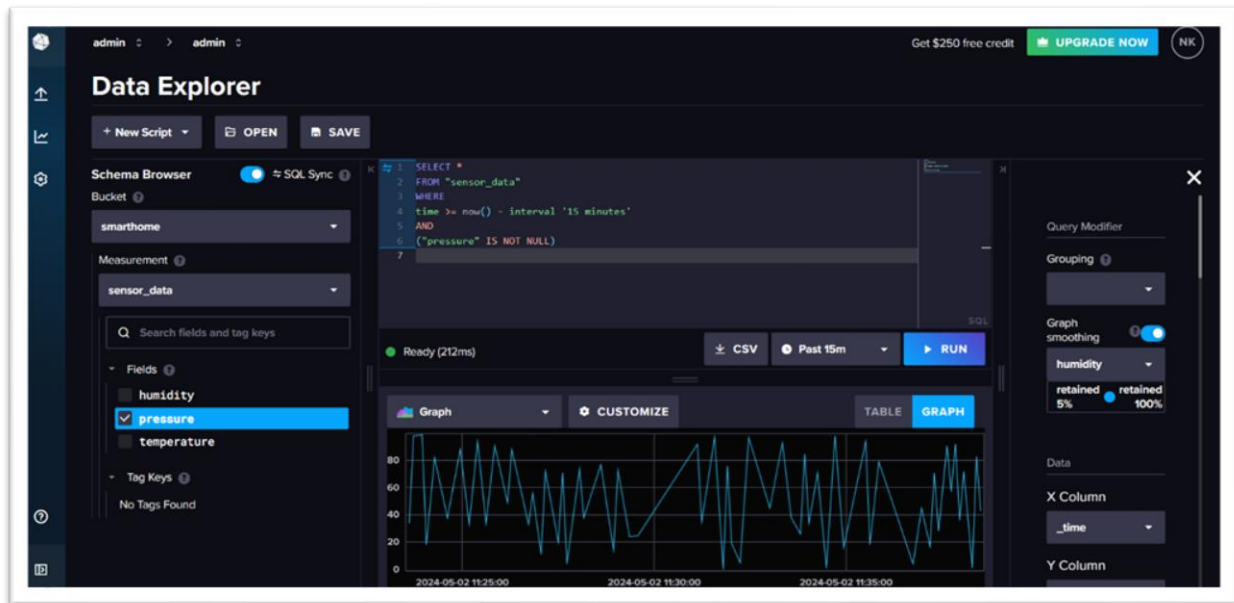 admin > admin
Get $250 free credit
UPGRADE NOW
NK
Data Explorer
+ New Script
OPEN
SAVE
Schema Browser
SQL Sync
Bucket
smarthome
Measurement
sensor_data
Search fields and tag keys
Fields
humidity
pressure
temperature
Tag Keys
No Tags Found
1 SELECT *
2 FROM "sensor_data"
3 WHERE
4 time >= now() - interval '15 minutes'
5 AND
6 ("pressure" IS NOT NULL)
7
SQL
Ready (212ms)
CSV
Past 15m
RUN
Graph
CUSTOMIZE
TABLE
GRAPH
80
60
40
20
0
2024-05-02 11:25:00
2024-05-02 11:30:00
2024-05-02 11:35:00
Query Modifier
Grouping
Graph
smoothing
humidity
retained retained
5% 100%
Data
X Column
_time
Y Column